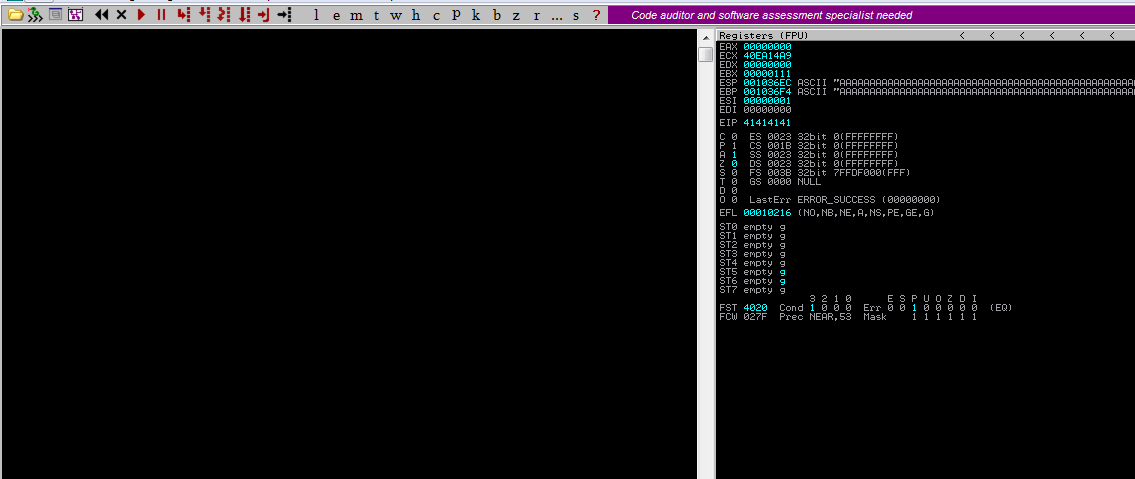 l e m t w h c p k b z r ... s ? Code auditor and software assessment specialist needed
Registers (FPU) < < < < < <
EAX 00000000
ECX 40EA14A9
EDX 00000000
EBX 00000111
ESP 001036EC ASCII "AAAAAAAAAAAAAAAAAAAAAAAAAAAAAAAAAAAAAAAAAAAAAAAAAA
EBP 001036F4 ASCII "AAAAAAAAAAAAAAAAAAAAAAAAAAAAAAAAAAAAAAAAAAAAAAAAAA
ESI 00000001
EDI 00000000
EIP 41414141
C 0 ES 0023 32bit 0(FFFFFFFF)
P 1 CS 001B 32bit 0(FFFFFFFF)
A 1 SS 0023 32bit 0(FFFFFFFF)
Z 0 DS 0023 32bit 0(FFFFFFFF)
S 0 FS 003B 32bit 7FFDF000(FFF)
T 0 GS 0000 NULL
D 0
O 0 LastErr ERROR_SUCCESS (00000000)
EFL 00010216 (NO,NB,NE,A,NS,PE,GE,G)
ST0 empty g
ST1 empty g
ST2 empty g
ST3 empty g
ST4 empty g
ST5 empty g
ST6 empty g
ST7 empty g
3 2 1 0 E S P U O Z D I
FST 4020 Cond 1 0 0 0 Err 0 0 1 0 0 0 0 0 (EQ)
FCW 027F Prec NEAR,53 Mask 1 1 1 1 1 1